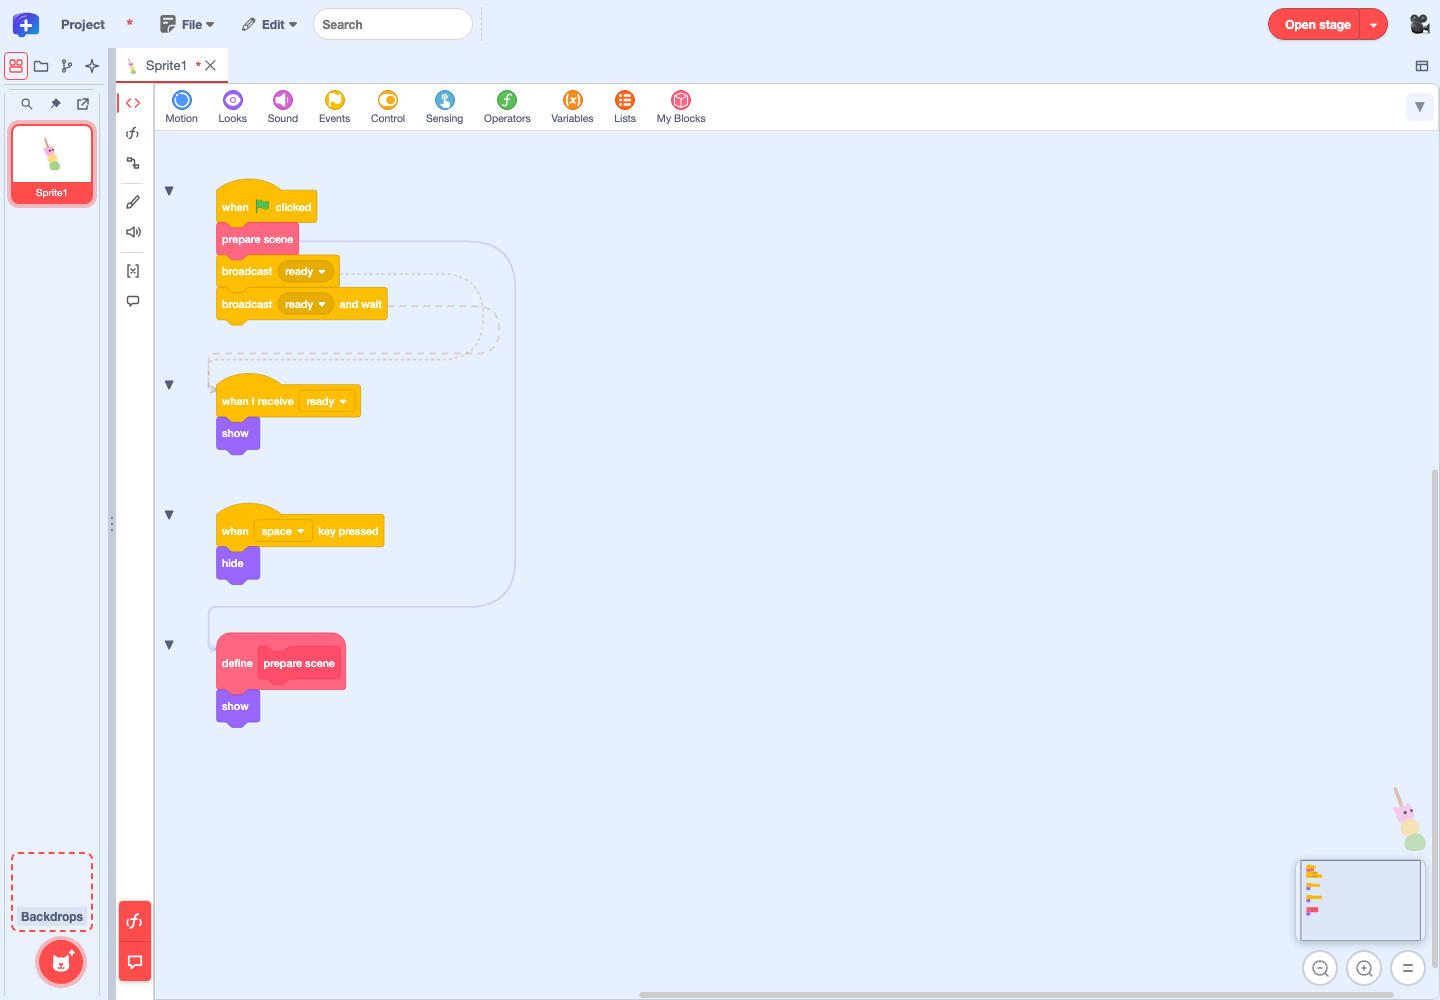 Project * File Edit Search Open stage
Sprite1 *
Motion Looks Sound Events Control Sensing Operators Variables Lists My Blocks
Sprite1
when clicked
prepare scene
broadcast ready
broadcast ready and wait
when I receive ready
show
when space key pressed
hide
define prepare scene
show
Backdrops